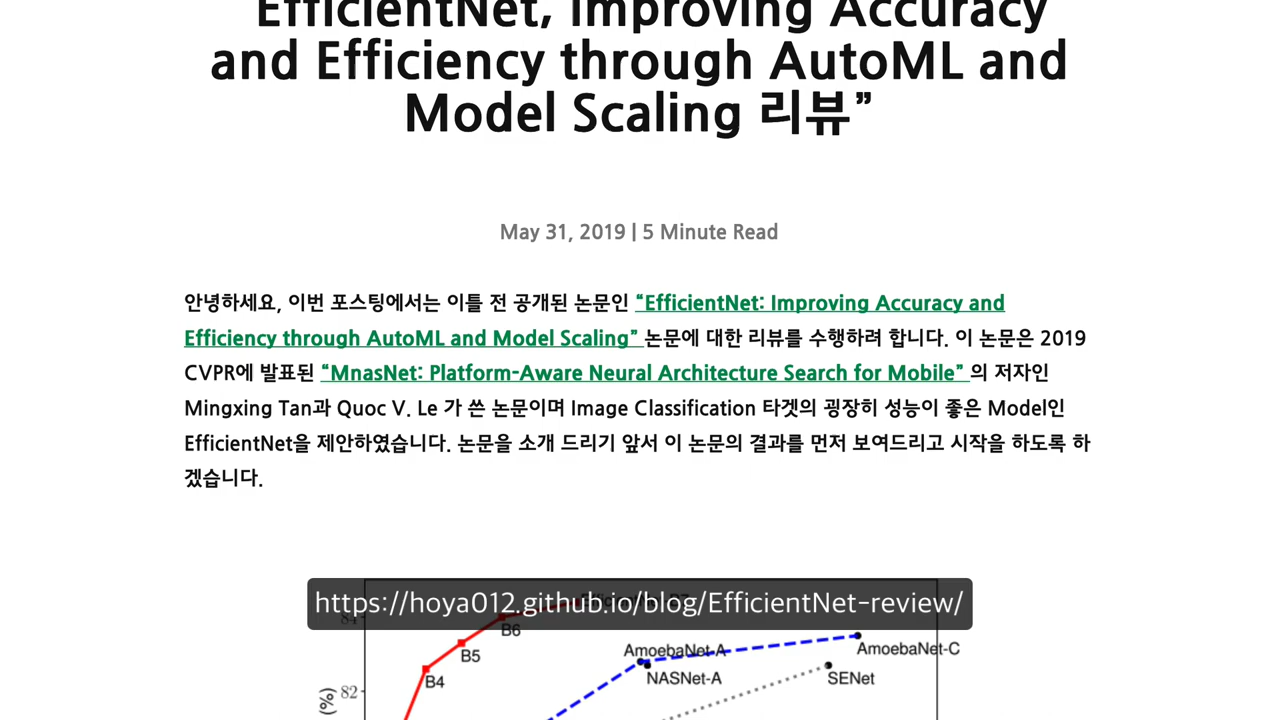 EfficientNet, Improving Accuracy
and Efficiency through AutoML and
Model Scaling 리뷰”
May 31, 2019 | 5 Minute Read
안녕하세요, 이번 포스팅에서는 이틀 전 공개된 논문인 “EfficientNet: Improving Accuracy and
Efficiency through AutoML and Model Scaling” 논문에 대한 리뷰를 수행하려 합니다. 이 논문은 2019
CVPR에 발표된 “MnasNet: Platform-Aware Neural Architecture Search for Mobile” 의 저자인
Mingxing Tan과 Quoc V. Le 가 쓴 논문이며 Image Classification 타겟의 굉장히 성능이 좋은 Model인
EfficientNet을 제안하였습니다. 논문을 소개 드리기 앞서 이 논문의 결과를 먼저 보여드리고 시작을 하도록 하
겠습니다.
https://hoya012.github.io/blog/EfficientNet-review/
84
B6
AmoebaNet-A
AmoebaNet-C
B5
NASNet-A
SENet
B4
82
(%)